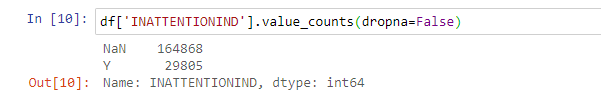 In [10]: df['INATTENTIONIND'].value_counts(dropna=False)
NaN    164868
Y       29805
Out[10]: Name: INATTENTIONIND, dtype: int64